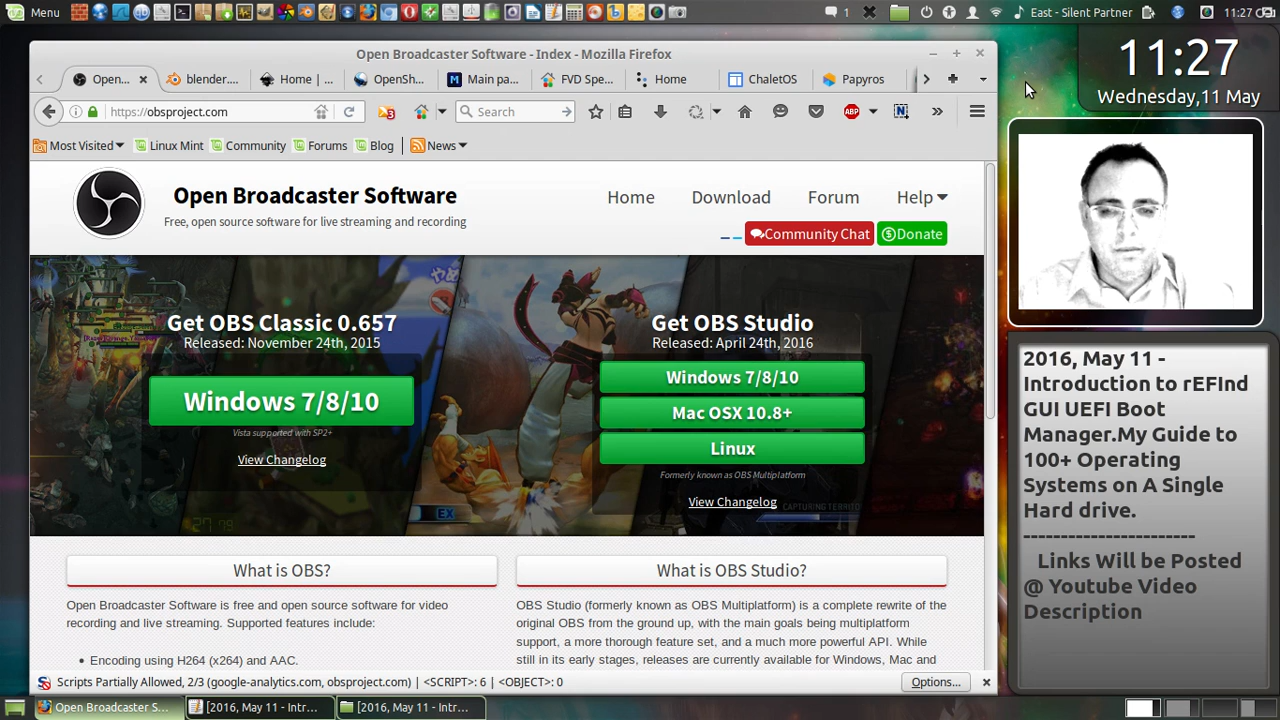 Menu
1
East - Silent Partner
11:27
Open Broadcaster Software - Index - Mozilla Firefox
11:27
Wednesday,11 May
Open...
blender....
Home | ...
OpenSh...
Main pa...
FVD Spe...
Home
ChaletOS
Papyros
https://obsproject.com
3
Search
ABP
Most Visited
Linux Mint
Community
Forums
Blog
News
Open Broadcaster Software
Free, open source software for live streaming and recording
Home
Download
Forum
Help
Community Chat
Donate
Get OBS Classic 0.657
Released: November 24th, 2015
Windows 7/8/10
Vista supported with SP2+
View Changelog
Get OBS Studio
Released: April 24th, 2016
Windows 7/8/10
Mac OSX 10.8+
Linux
Formerly known as OBS Multiplatform
View Changelog
EX
CAPTURING TERRITORY
What is OBS?
Open Broadcaster Software is free and open source software for video
recording and live streaming. Supported features include:
Encoding using H264 (x264) and AAC.
What is OBS Studio?
OBS Studio (formerly known as OBS Multiplatform) is a complete rewrite of the
original OBS from the ground up, with the main goals being multiplatform
support, a more thorough feature set, and a much more powerful API. While
still in its early stages, releases are currently available for Windows, Mac and
2016, May 11 -
Introduction to rEFInd
GUI UEFI Boot
Manager.My Guide to
100+ Operating
Systems on A Single
Hard drive.
-----------------------
Links Will be Posted
@ Youtube Video
Description
Scripts Partially Allowed, 2/3 (google-analytics.com, obsproject.com) | <SCRIPT>: 6 | <OBJECT>: 0
Options...
Open Broadcaster S...
[2016, May 11 - Intr...
[2016, May 11 - Intr...